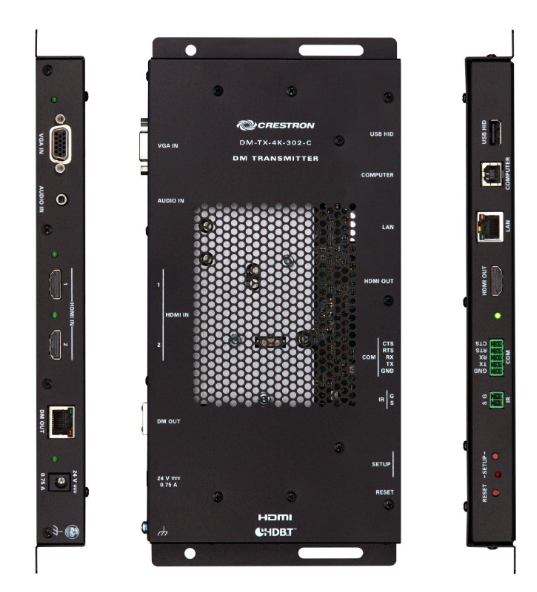 VGA IN
AUDIO IN
1
HDMI IN
2
DM OUT
24 V
0.75 A
CRESTRON
DM-TX-4K-302-C
DM TRANSMITTER
VGA IN
USB HID
COMPUTER
AUDIO IN
LAN
1
HDMI IN
2
HDMI OUT
CTS
RTS
COM RX
TX
GND
IR G
S
DM OUT
24 V
0.75 A
SETUP
RESET
HDMI
HDBT
USB HID
COMPUTER
LAN
HDMI OUT
CTS
RTS
RX
TX
GND
COM
S G
IR
-SETUP-
RESET